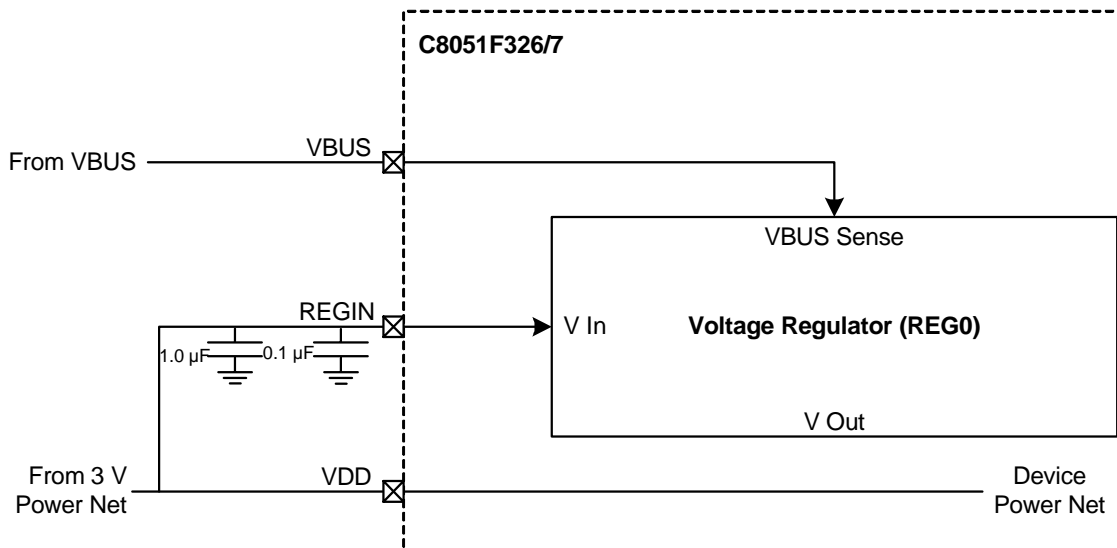 C8051F326/7
From VBUS
VBUS
VBUS Sense
REGIN
V In
Voltage Regulator (REG0)
1.0 µF
0.1 µF
V Out
From 3 V
Power Net
VDD
Device
Power Net